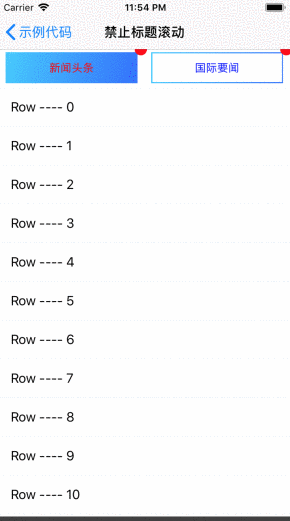 Carrier 11:54 PM
示例代码 禁止标题滚动
新闻头条 国际要闻
Row ---- 0
Row ---- 1
Row ---- 2
Row ---- 3
Row ---- 4
Row ---- 5
Row ---- 6
Row ---- 7
Row ---- 8
Row ---- 9
Row ---- 10